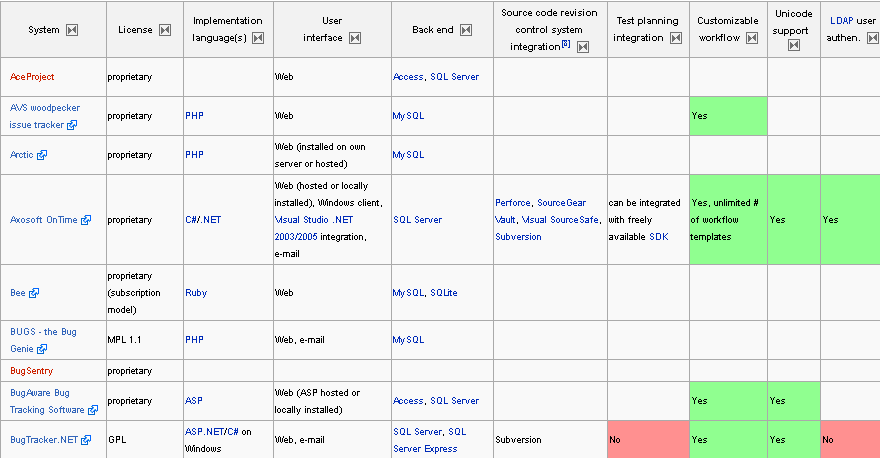 System License Implementation language(s) User interface Back end Source code revision control system integration[6] Test planning integration Customizable workflow Unicode support LDAP user authen.
AceProject proprietary Web Access, SQL Server
AVS woodpecker issue tracker proprietary PHP Web MySQL Yes
Arctic proprietary PHP Web (installed on own server or hosted) MySQL
Axosoft OnTime proprietary C#/.NET Web (hosted or locally installed), Windows client, Visual Studio .NET 2003/2005 integration, e-mail SQL Server Perforce, SourceGear Vault, Visual SourceSafe, Subversion can be integrated with freely available SDK Yes, unlimited # of workflow templates Yes Yes
Bee proprietary (subscription model) Ruby Web MySQL, SQLite
BUGS - the Bug Genie MPL 1.1 PHP Web, e-mail MySQL
BugSentry proprietary
BugAware Bug Tracking Software proprietary ASP Web (ASP hosted or locally installed) Access, SQL Server Yes Yes
BugTracker.NET GPL ASP.NET/C# on Windows Web, e-mail SQL Server, SQL Server Express Subversion No Yes Yes No